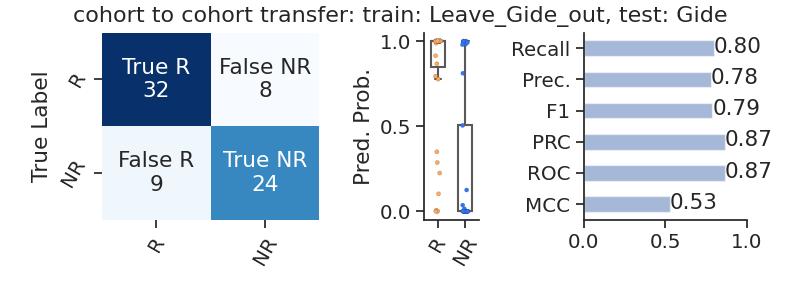 cohort to cohort transfer: train: Leave_Gide_out, test: Gide
True Label
R
NR
True R
32
False NR
8
False R
9
True NR
24
R
NR
Pred. Prob.
1.0
0.5
0.0
R
NR
Recall
Prec.
F1
PRC
ROC
MCC
0.80
0.78
0.79
0.87
0.87
0.53
0.0
0.5
1.0